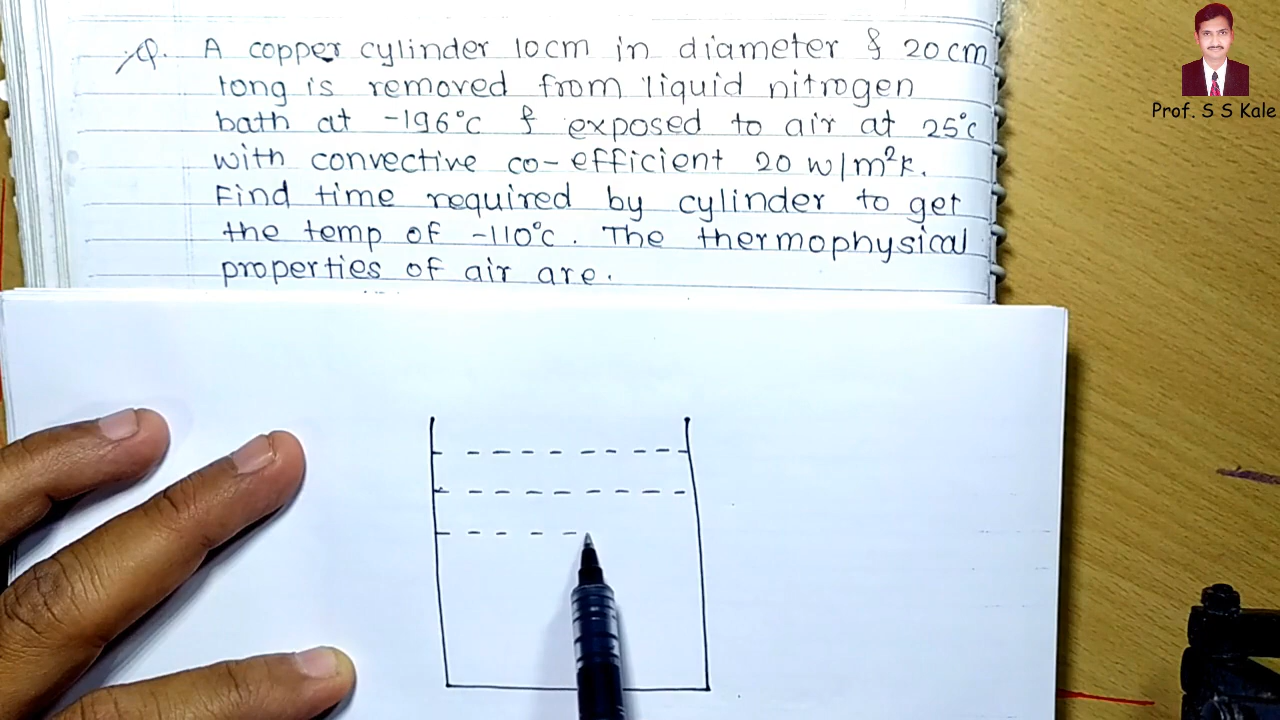 Q. A copper cylinder 10cm in diameter & 20cm
long is removed from liquid nitrogen
bath at -196°c & exposed to air at 25°c
with convective co-efficient 20 w/m²k.
Find time required by cylinder to get
the temp of -110°c. The thermophysical
properties of air are.
Prof. S S Kale